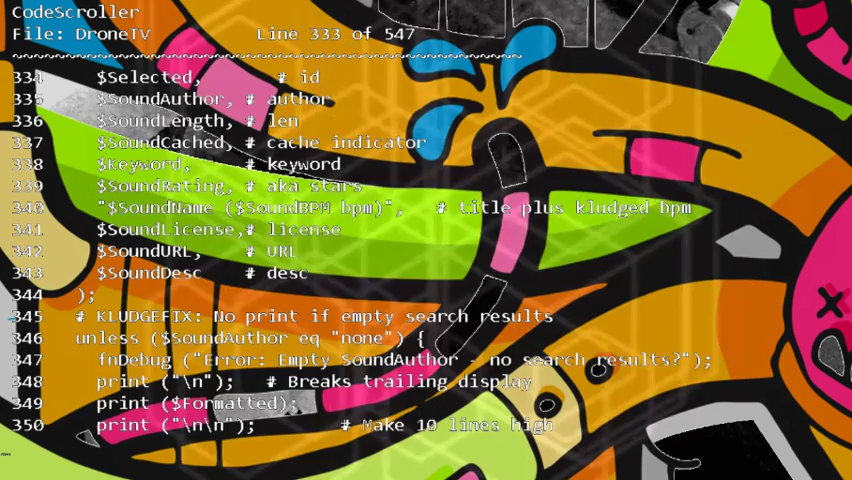 CodeScroller
File: DroneTV Line 333 of 547
~~~~~~~~~~~~~~~~~~~~~~~~~~~~~~~~~~~~~~~~~~~~~~~~~~~~~~~~~~~~
334 $Selected, # id
335 $SoundAuthor, # author
336 $SoundLength, # len
337 $SoundCached, # cache indicator
338 $Keyword, # keyword
339 $SoundRating, # aka stars
340 "$SoundName ($SoundBPM bpm)", # title plus kludged bpm
341 $SoundLicense,# license
342 $SoundURL, # URL
343 $SoundDesc # desc
344 );
345 # KLUDGEFIX: No print if empty search results
346 unless ($SoundAuthor eq "none") {
347 fnDebug ("Error: Empty SoundAuthor - no search results?");
348 print ("\n"); # Breaks trailing display
349 print ($Formatted);
350 print ("\n\n"); # Make 10 lines high